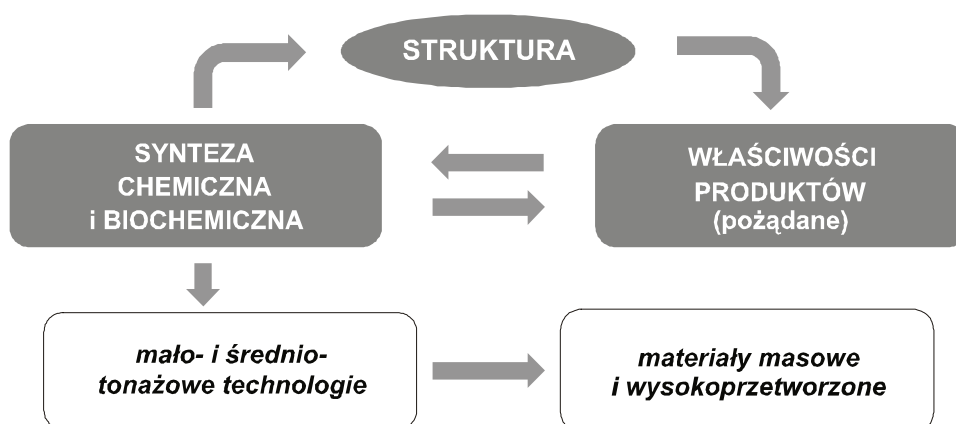 STRUKTURA
SYNTEZA
CHEMICZNA
i BIOCHEMICZNA
WŁAŚCIWOŚCI
PRODUKTÓW
(pożądane)
mało- i średnio-
tonażowe technologie
materiały masowe
i wysokoprzetworzone